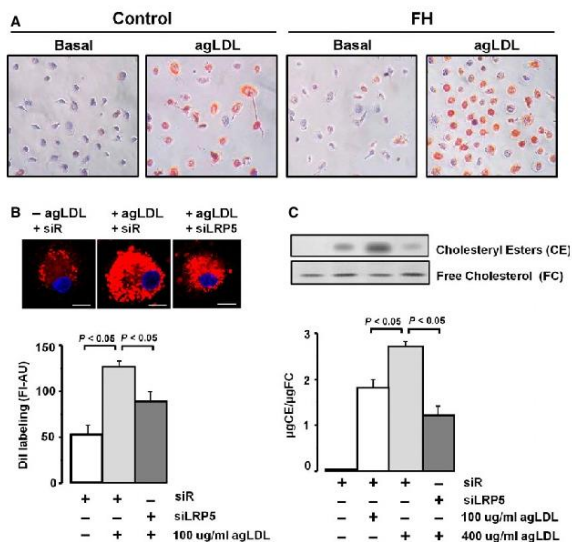 A
Control
FH
Basal
agLDL
Basal
agLDL
B
– agLDL
+ siR
+ agLDL
+ siR
+ agLDL
+ siLRP5
DiI labeling (FI-AU)
150
100
50
0
P < 0.05
P < 0.05
+ + – siR
– – + siLRP5
– + + 100 ug/ml agLDL
C
Cholesteryl Esters (CE)
Free Cholesterol (FC)
µgCE/µgFC
3
2
1
0
P < 0.05
P < 0.05
+ + + – siR
– – – + siLRP5
– + – – 100 ug/ml agLDL
– – + + 400 ug/ml agLDL